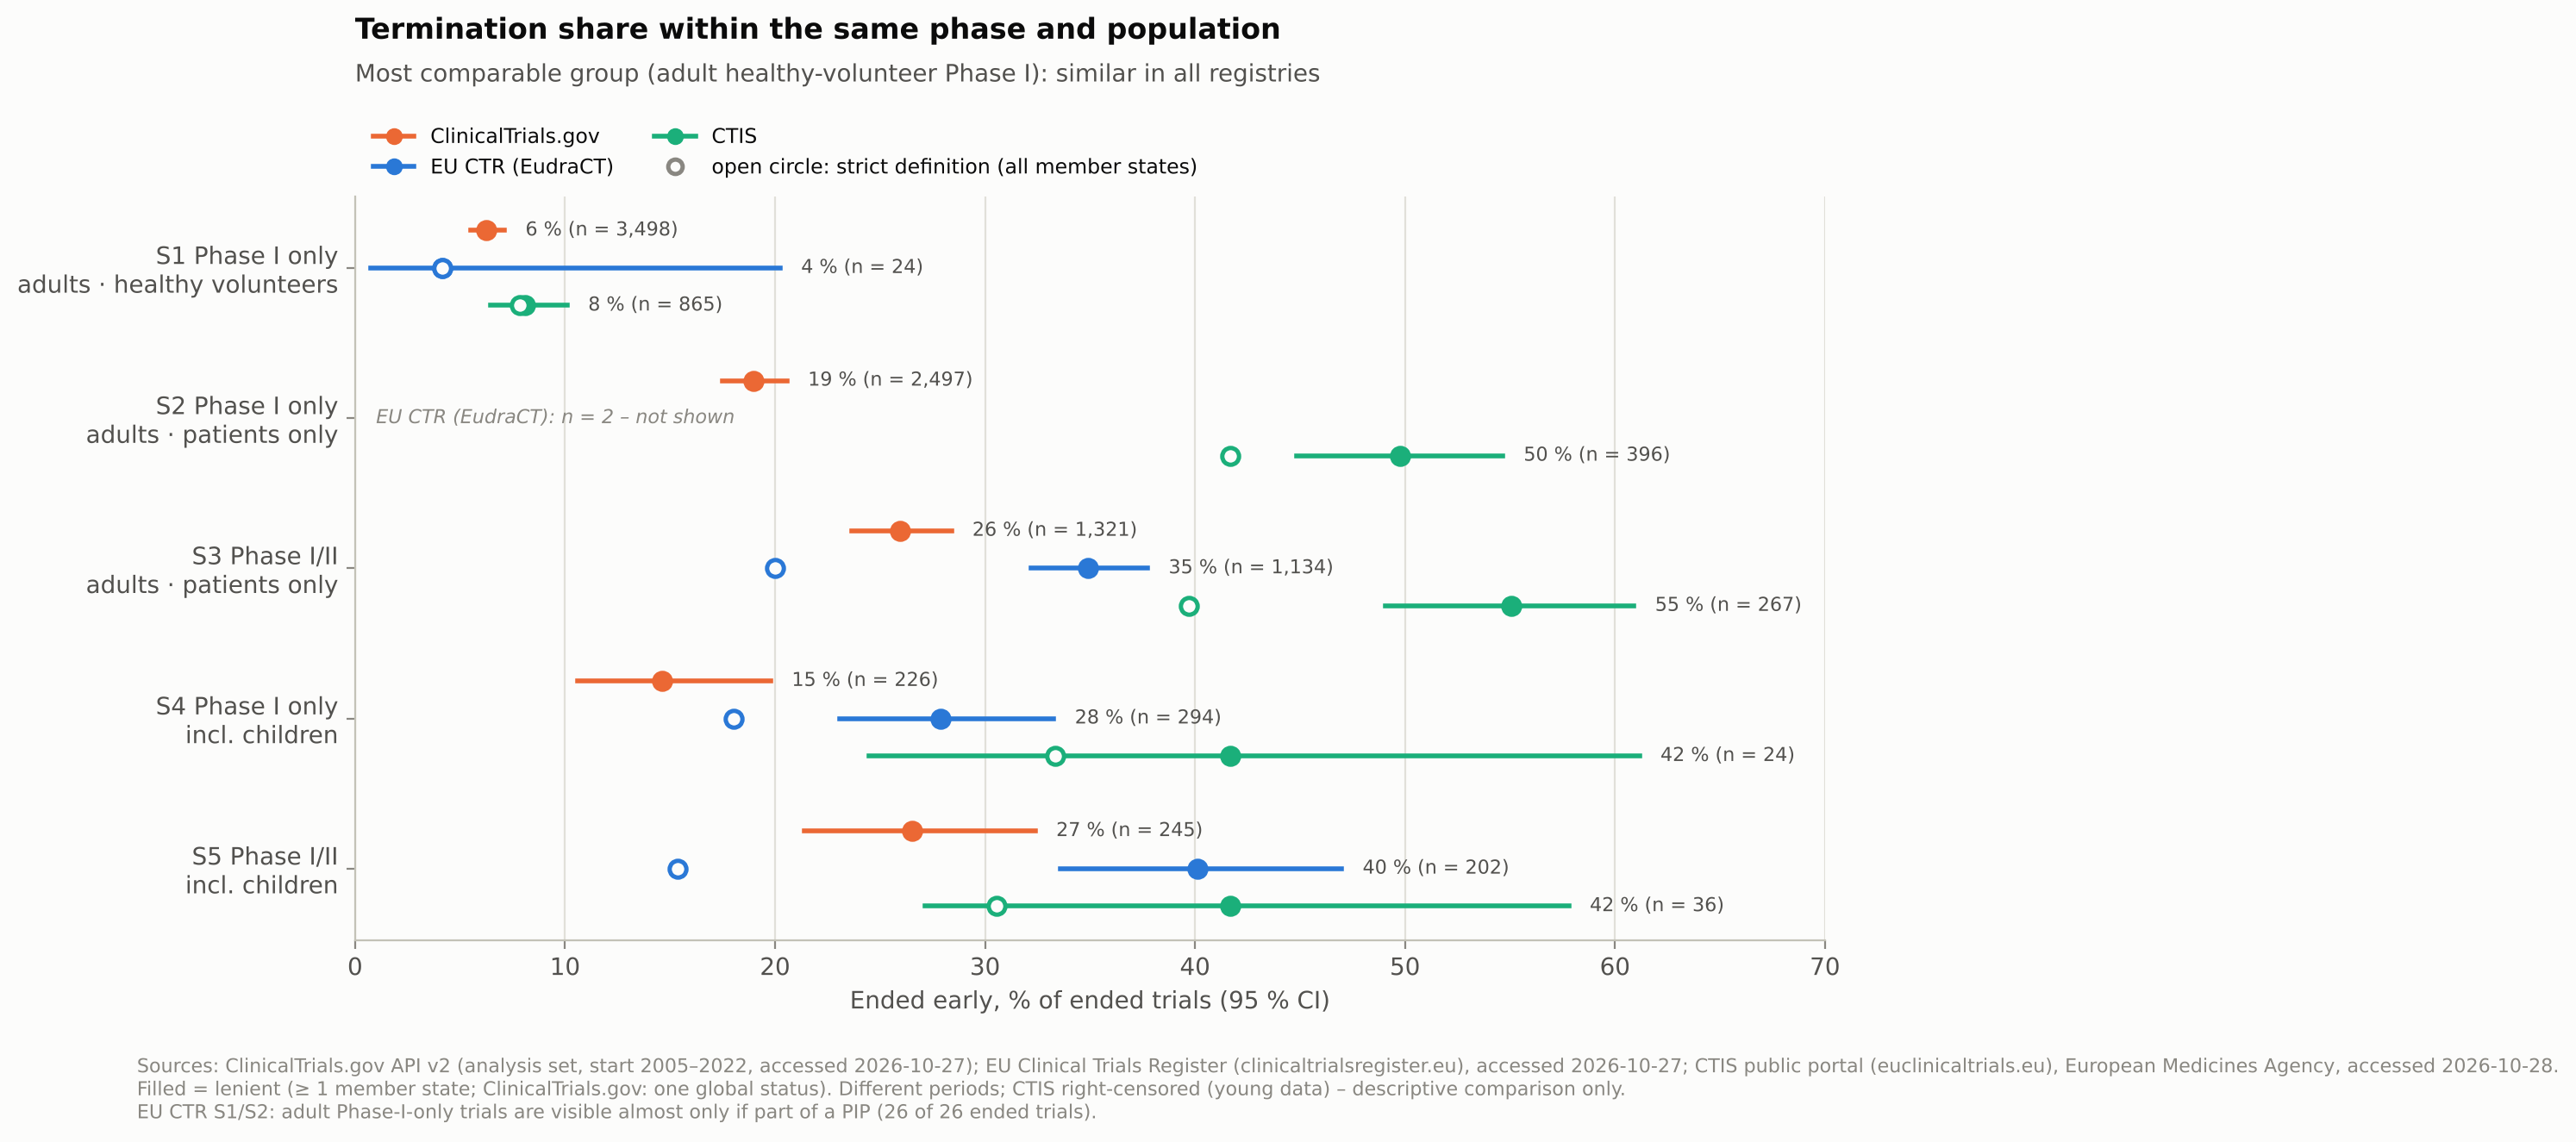 Termination share within the same phase and population
Most comparable group (adult healthy-volunteer Phase I): similar in all registries
ClinicalTrials.gov
EU CTR (EudraCT)
CTIS
open circle: strict definition (all member states)
S1 Phase I only
adults · healthy volunteers
6 % (n = 3,498)
4 % (n = 24)
8 % (n = 865)
S2 Phase I only
adults · patients only
19 % (n = 2,497)
EU CTR (EudraCT): n = 2 – not shown
50 % (n = 396)
S3 Phase I/II
adults · patients only
26 % (n = 1,321)
35 % (n = 1,134)
55 % (n = 267)
S4 Phase I only
incl. children
15 % (n = 226)
28 % (n = 294)
42 % (n = 24)
S5 Phase I/II
incl. children
27 % (n = 245)
40 % (n = 202)
42 % (n = 36)
0 10 20 30 40 50 60 70
Ended early, % of ended trials (95 % CI)
Sources: ClinicalTrials.gov API v2 (analysis set, start 2005–2022, accessed 2026-10-27); EU Clinical Trials Register (clinicaltrialsregister.eu), accessed 2026-10-27; CTIS public portal (euclinicaltrials.eu), European Medicines Agency, accessed 2026-10-28.
Filled = lenient (≥ 1 member state; ClinicalTrials.gov: one global status). Different periods; CTIS right-censored (young data) – descriptive comparison only.
EU CTR S1/S2: adult Phase-I-only trials are visible almost only if part of a PIP (26 of 26 ended trials).